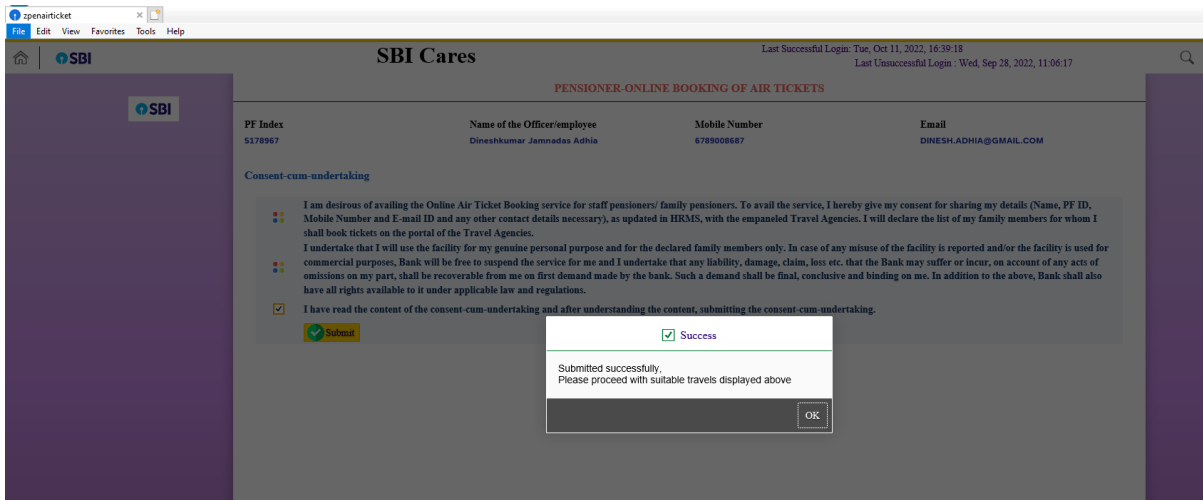 zpenairticket
File Edit View Favorites Tools Help
SBI
SBI Cares
Last Successful Login: Tue, Oct 11, 2022, 16:39:18
Last Unsuccessful Login : Wed, Sep 28, 2022, 11:06:17
SBI
PENSIONER-ONLINE BOOKING OF AIR TICKETS
PF Index Name of the Officer/employee Mobile Number Email
5178967 Dineshkumar Jamnadas Adhia 6789008687 DINESH.ADHIA@GMAIL.COM
Consent-cum-undertaking
I am desirous of availing the Online Air Ticket Booking service for staff pensioners/ family pensioners. To avail the service, I hereby give my consent for sharing my details (Name, PF ID,
Mobile Number and E-mail ID and any other contact details necessary), as updated in HRMS, with the empaneled Travel Agencies. I will declare the list of my family members for whom I
shall book tickets on the portal of the Travel Agencies.
I undertake that I will use the facility for my genuine personal purpose and for the declared family members only. In case of any misuse of the facility is reported and/or the facility is used for
commercial purposes, Bank will be free to suspend the service for me and I undertake that any liability, damage, claim, loss etc. that the Bank may suffer or incur, on account of any acts of
omissions on my part, shall be recoverable from me on first demand made by the bank. Such a demand shall be final, conclusive and binding on me. In addition to the above, Bank shall also
have all rights available to it under applicable law and regulations.
I have read the content of the consent-cum-undertaking and after understanding the content, submitting the consent-cum-undertaking.
Submit
Success
Submitted successfully,
Please proceed with suitable travels displayed above
OK